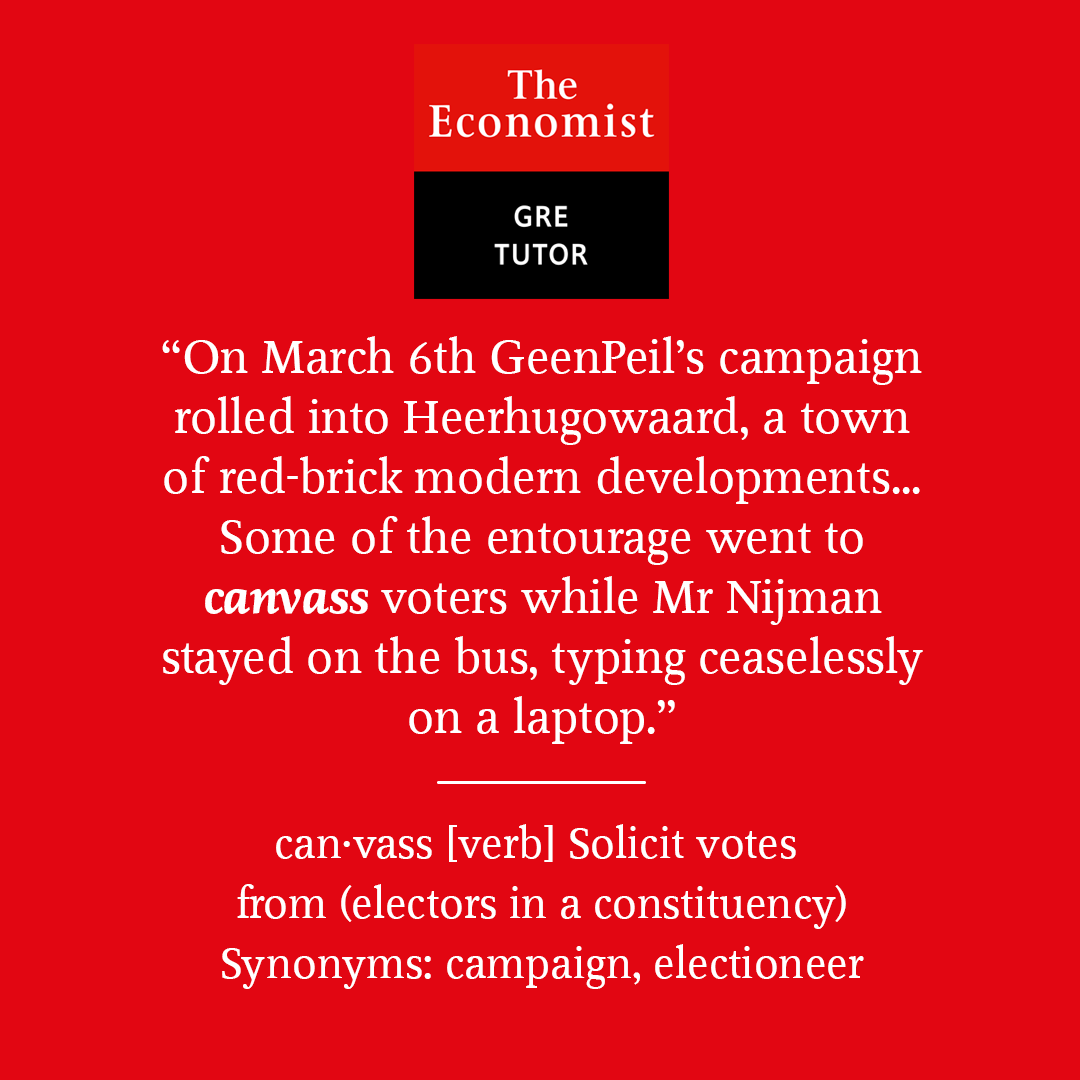 The
Economist
GRE
TUTOR
“On March 6th GeenPeil’s campaign
rolled into Heerhugowaard, a town
of red-brick modern developments...
Some of the entourage went to
canvass voters while Mr Nijman
stayed on the bus, typing ceaselessly
on a laptop.”
can·vass [verb] Solicit votes
from (electors in a constituency)
Synonyms: campaign, electioneer